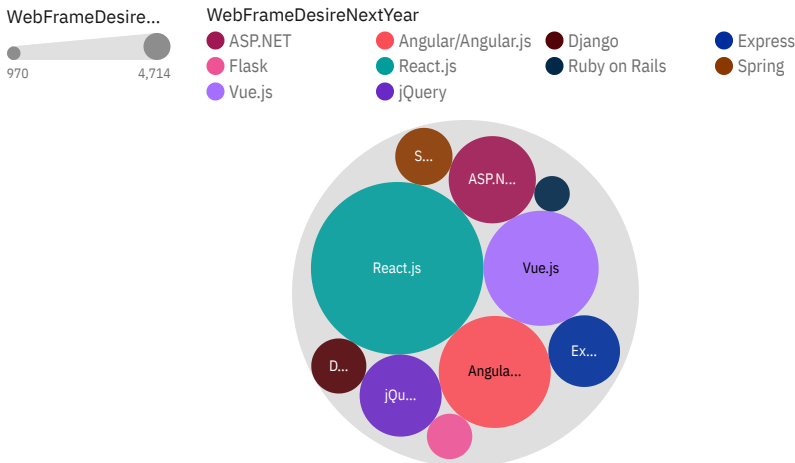 WebFrameDesire...
970
4,714
WebFrameDesireNextYear
ASP.NET
Angular/Angular.js
Django
Express
Flask
React.js
Ruby on Rails
Spring
Vue.js
jQuery
S...
ASP.N...
React.js
Vue.js
Ex...
D...
Angula...
jQu...